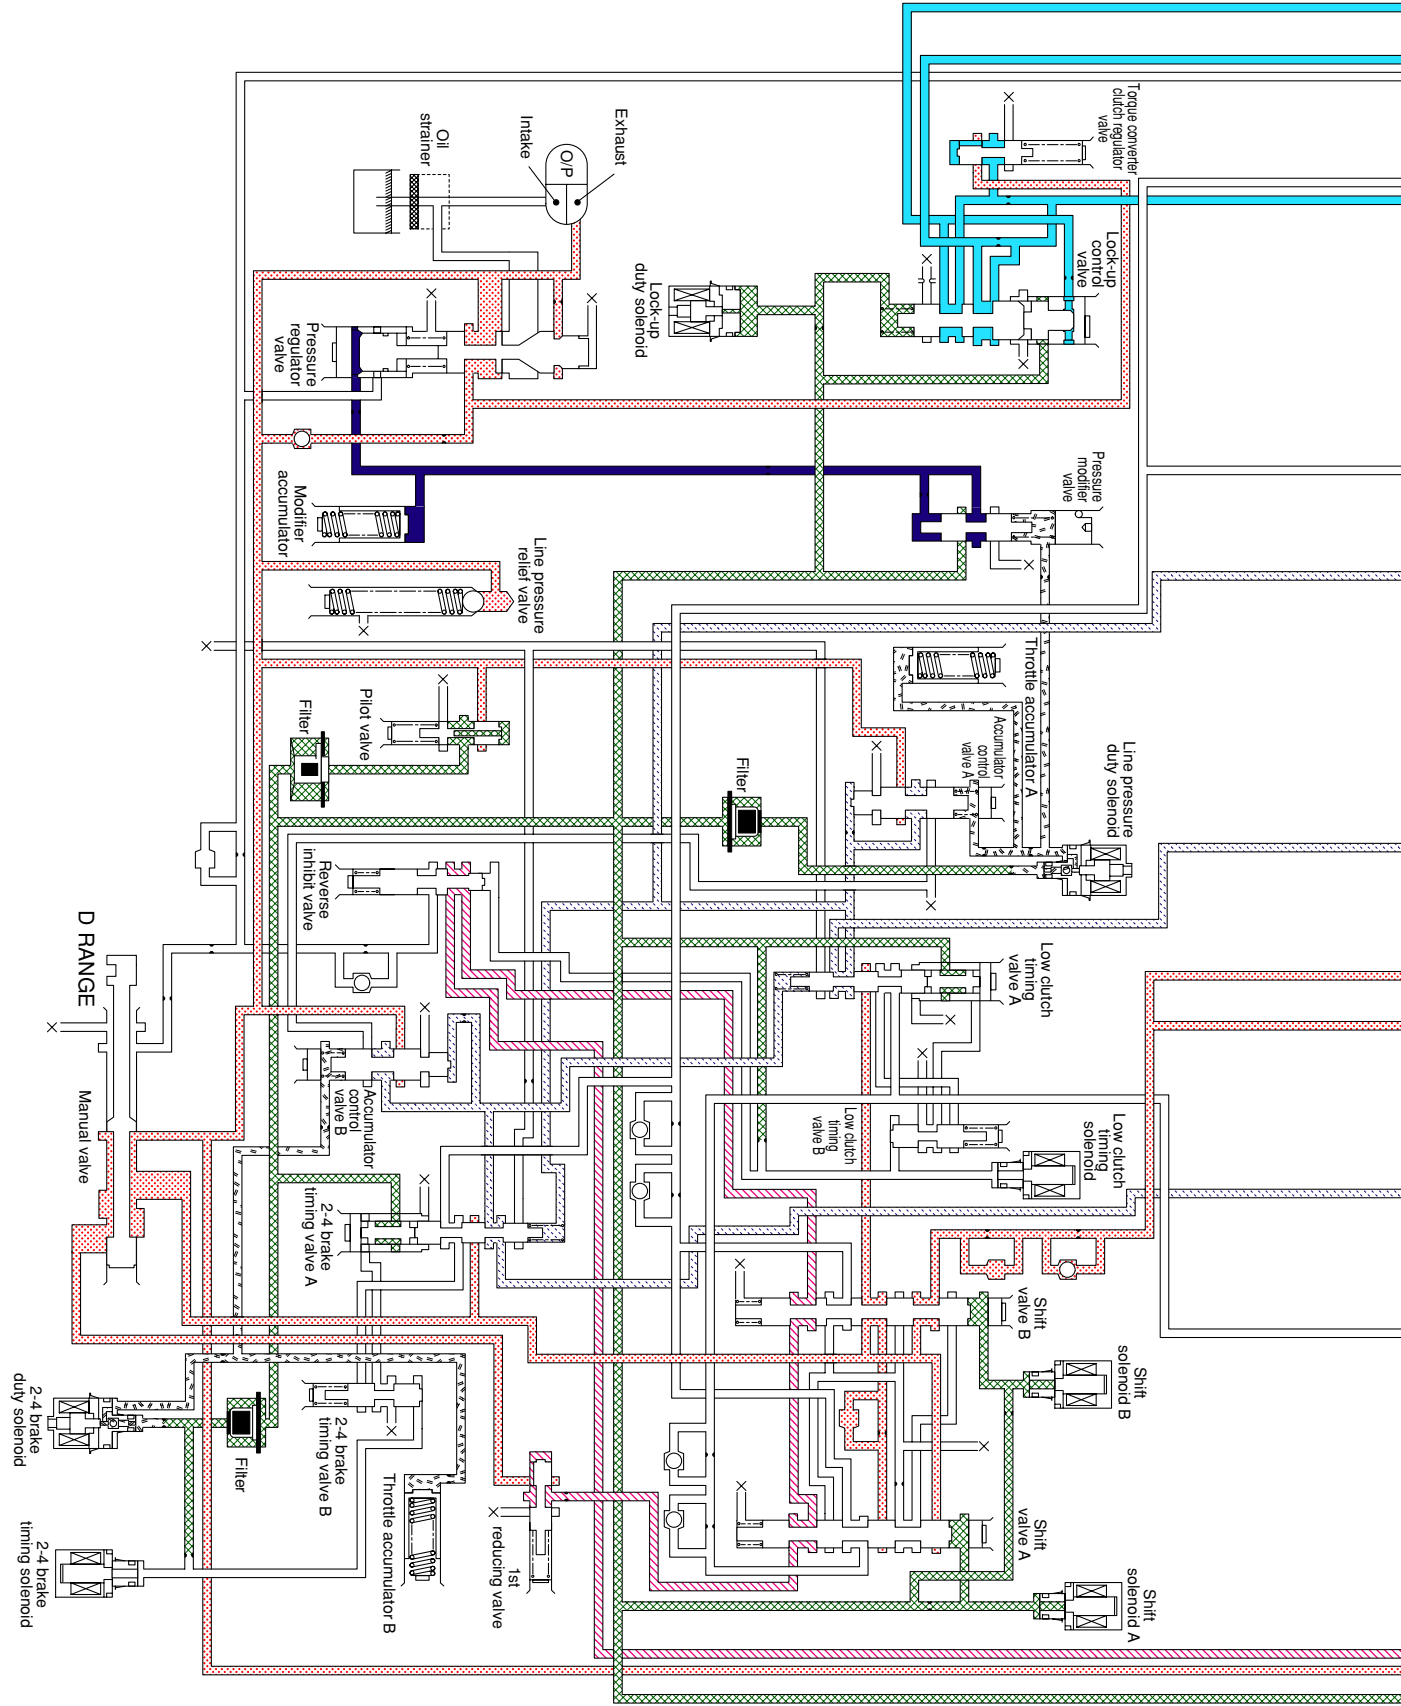 Torque converter
clutch regulator
valve
Exhaust
Intake
O/P
Oil
strainer
Lock-up
control
valve
Lock-up
duty solenoid
Pressure
regulator
valve
Pressure
modifier
valve
Modifier
accumulator
Line pressure
relief valve
Throttle accumulator A
Pilot valve
Filter
Accumulator
control
valve A
Line pressure
duty solenoid
Filter
Reverse
inhibit valve
D RANGE
Low clutch
timing
valve A
Manual valve
Accumulator
control
valve B
Low clutch
timing
valve B
Low clutch
timing
solenoid
2-4 brake
timing valve A
Shift
valve B
Shift
solenoid B
2-4 brake
duty solenoid
Filter
2-4 brake
timing valve B
Throttle accumulator B
1st
reducing valve
Shift
valve A
Shift
solenoid A
2-4 brake
timing solenoid